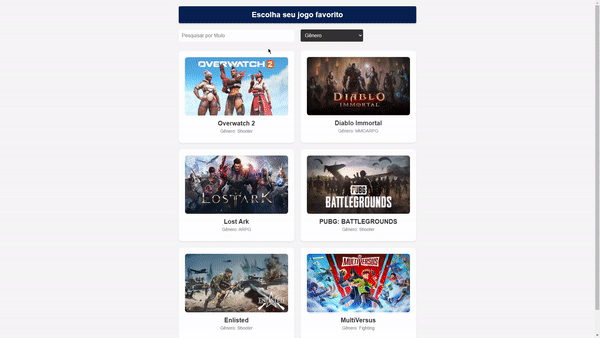 Escolha seu jogo favorito
Pesquisar por título
Gênero
OVERWATCH 2
Overwatch 2
Gênero: Shooter
DIABLO
IMMORTAL
Diablo Immortal
Gênero: MMOARPG
LOST ARK
Lost Ark
Gênero: ARPG
PUBG
BATTLEGROUNDS
PUBG: BATTLEGROUNDS
Gênero: Shooter
ENLISTED
Enlisted
Gênero: Shooter
MULTIVERSUS
MultiVersus
Gênero: Fighting